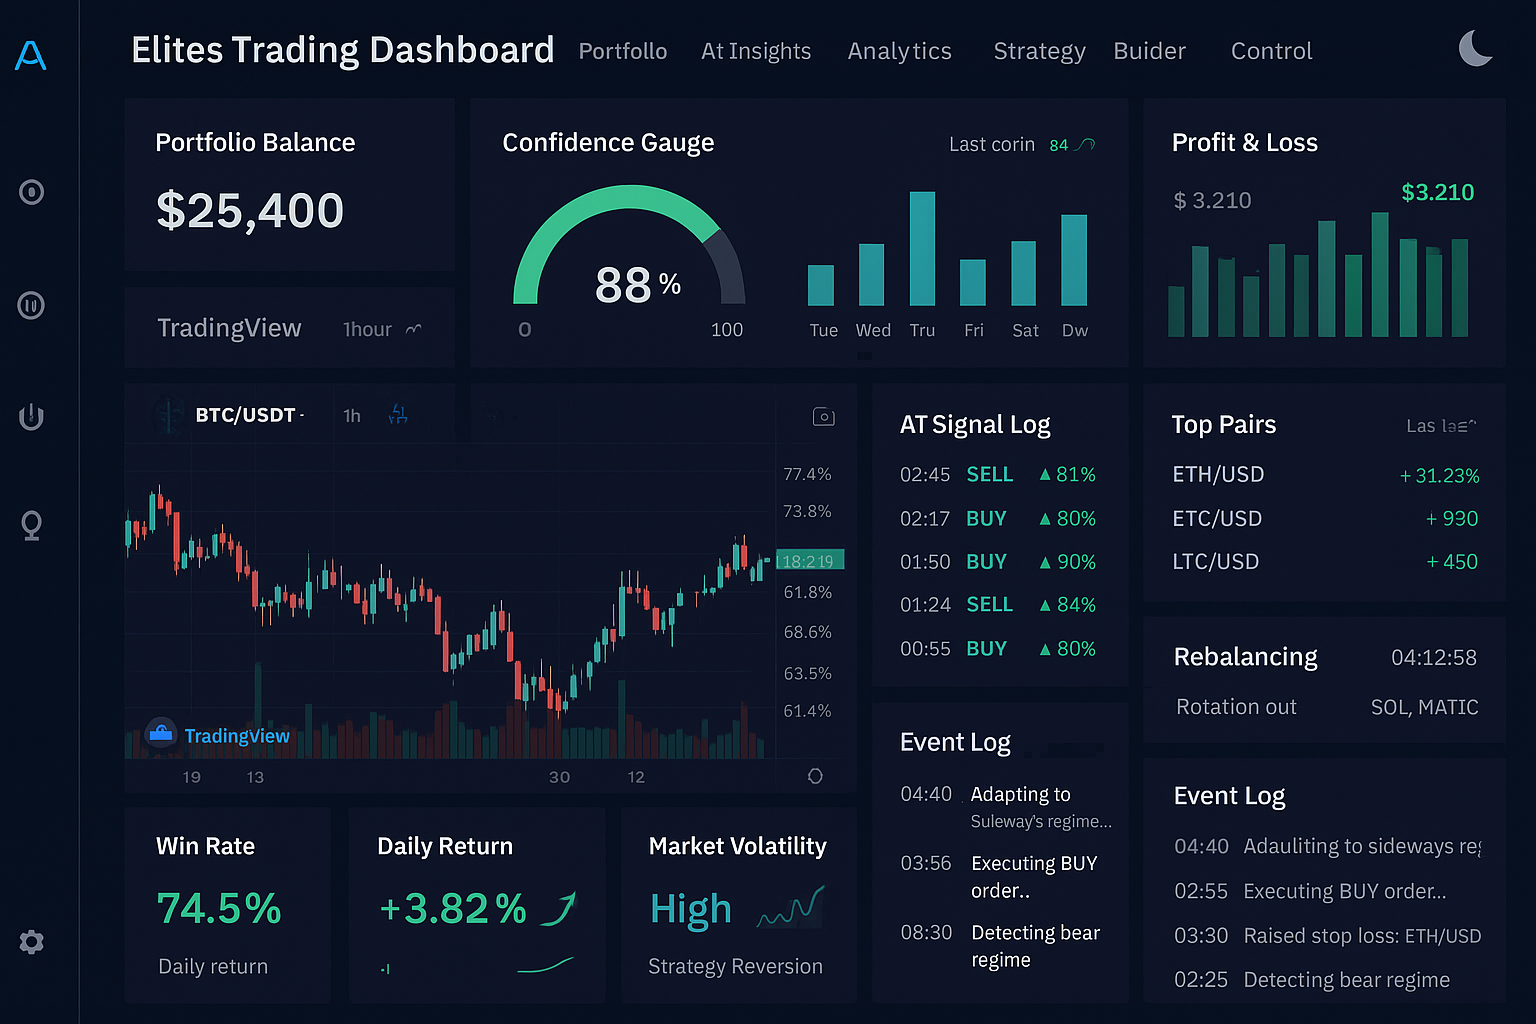 Elites Trading Dashboard Portfollo At Insights Analytics Strategy Buider Control
Portfolio Balance
$25,400
TradingView 1hour
Confidence Gauge
Last corin 84
88 %
0 100
Tue Wed Tru Fri Sat Dw
Profit & Loss
$ 3.210 $3.210
BTC/USDT - 1h
77.4%
73.8%
18:219
61.8%
68.6%
63.5%
61.4%
TradingView
19 13 30 12
AT Signal Log
02:45 SELL ▲ 81%
02:17 BUY ▲ 80%
01:50 BUY ▲ 90%
01:24 SELL ▲ 84%
00:55 BUY ▲ 80%
Top Pairs Las
ETH/USD + 31.23%
ETC/USD + 930
LTC/USD + 450
Rebalancing 04:12:58
Rotation out SOL, MATIC
Win Rate
74.5%
Daily return
Daily Return
+3.82%
Market Volatility
High
Strategy Reversion
Event Log
04:40 Adapting to
Suleway's regime...
03:56 Executing BUY
order..
08:30 Detecting bear
regime
Event Log
04:40 Adauliting to sideways reg
02:55 Executing BUY order...
03:30 Raised stop loss: ETH/USD
02:25 Detecting bear regime